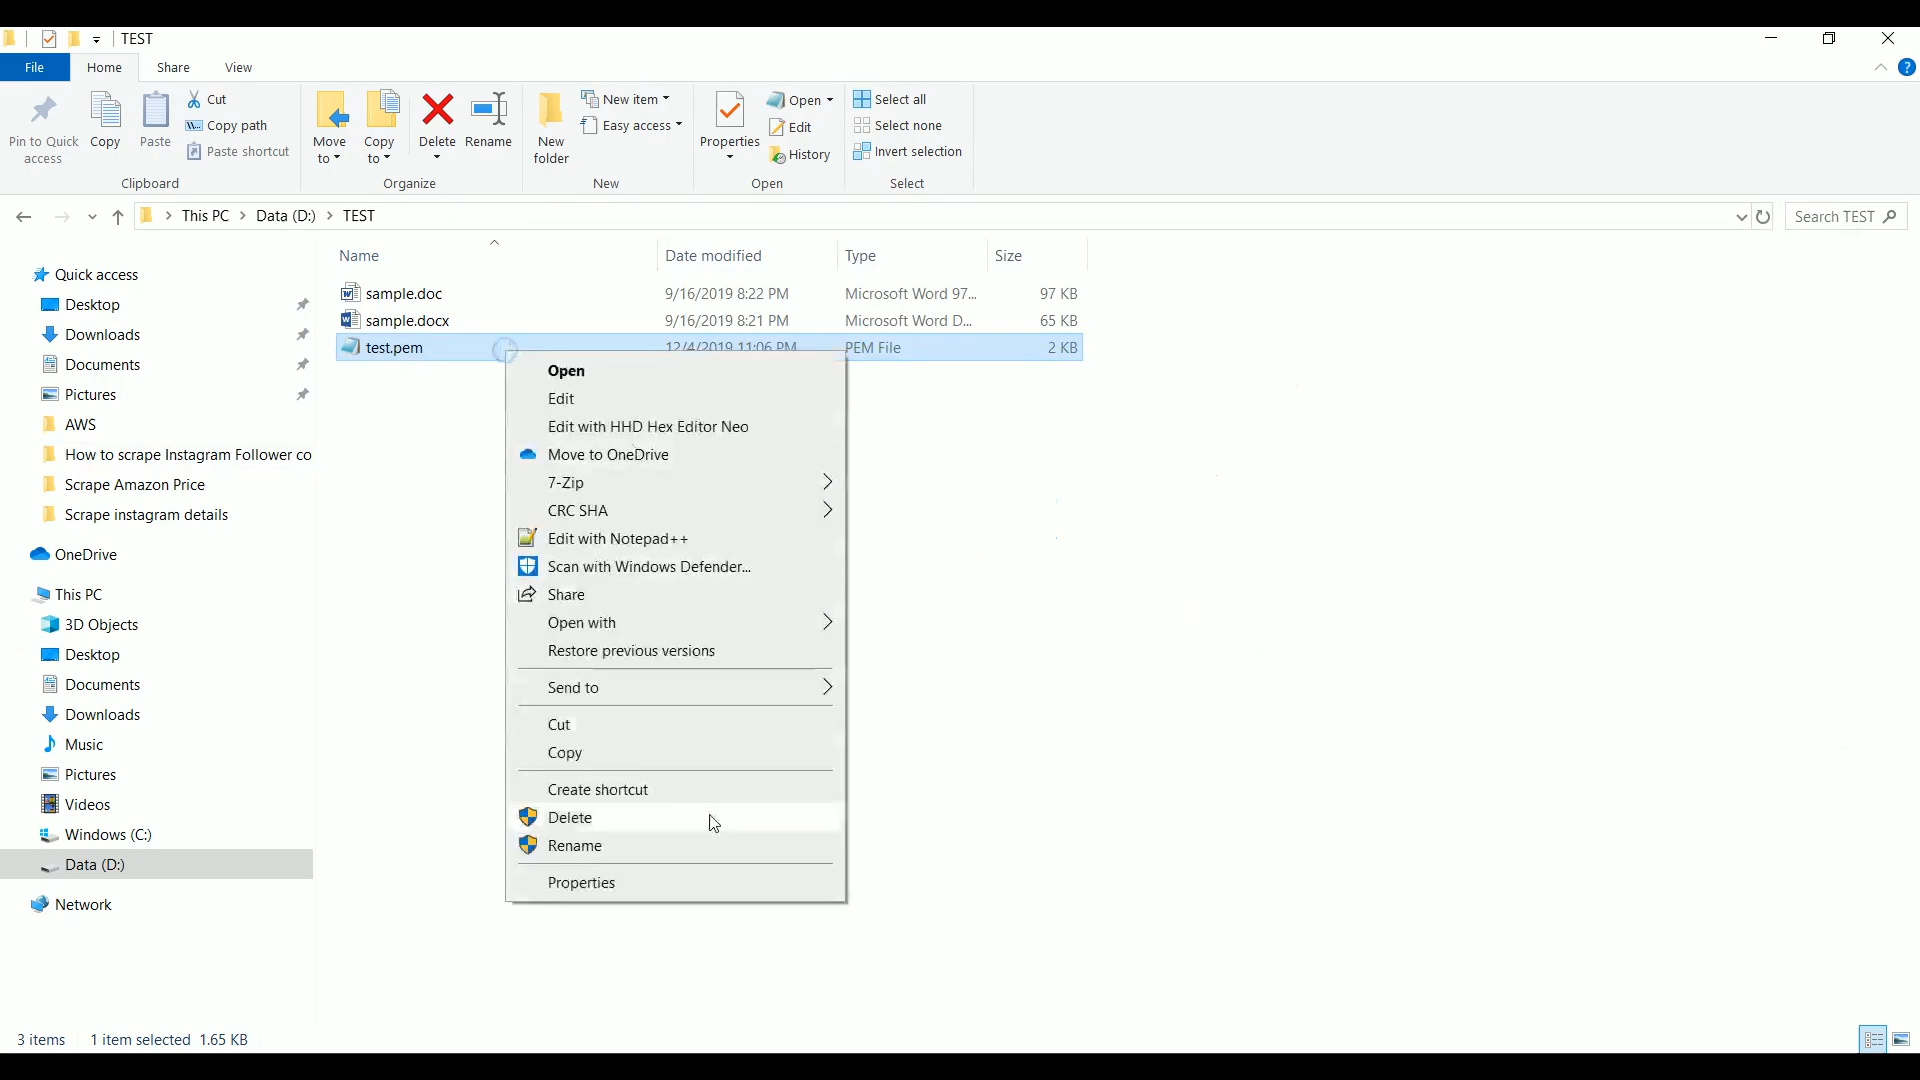 TEST
File Home Share View
Pin to Quick access
Copy
Paste
Cut
Copy path
Paste shortcut
Clipboard
Move to
Copy to
Delete
Rename
Organize
New folder
New item
Easy access
New
Properties
Open
Edit
History
Open
Select all
Select none
Invert selection
Select
This PC > Data (D:) > TEST
Search TEST
Quick access
Desktop
Downloads
Documents
Pictures
AWS
How to scrape Instagram Follower co
Scrape Amazon Price
Scrape instagram details
OneDrive
This PC
3D Objects
Desktop
Documents
Downloads
Music
Pictures
Videos
Windows (C:)
Data (D:)
Network
Name Date modified Type Size
sample.doc 9/16/2019 8:22 PM Microsoft Word 97... 97 KB
sample.docx 9/16/2019 8:21 PM Microsoft Word D... 65 KB
test.pem 12/4/2019 11:06 PM PEM File 2 KB
Open
Edit
Edit with HHD Hex Editor Neo
Move to OneDrive
7-Zip
CRC SHA
Edit with Notepad++
Scan with Windows Defender...
Share
Open with
Restore previous versions
Send to
Cut
Copy
Create shortcut
Delete
Rename
Properties
3 items 1 item selected 1.65 KB